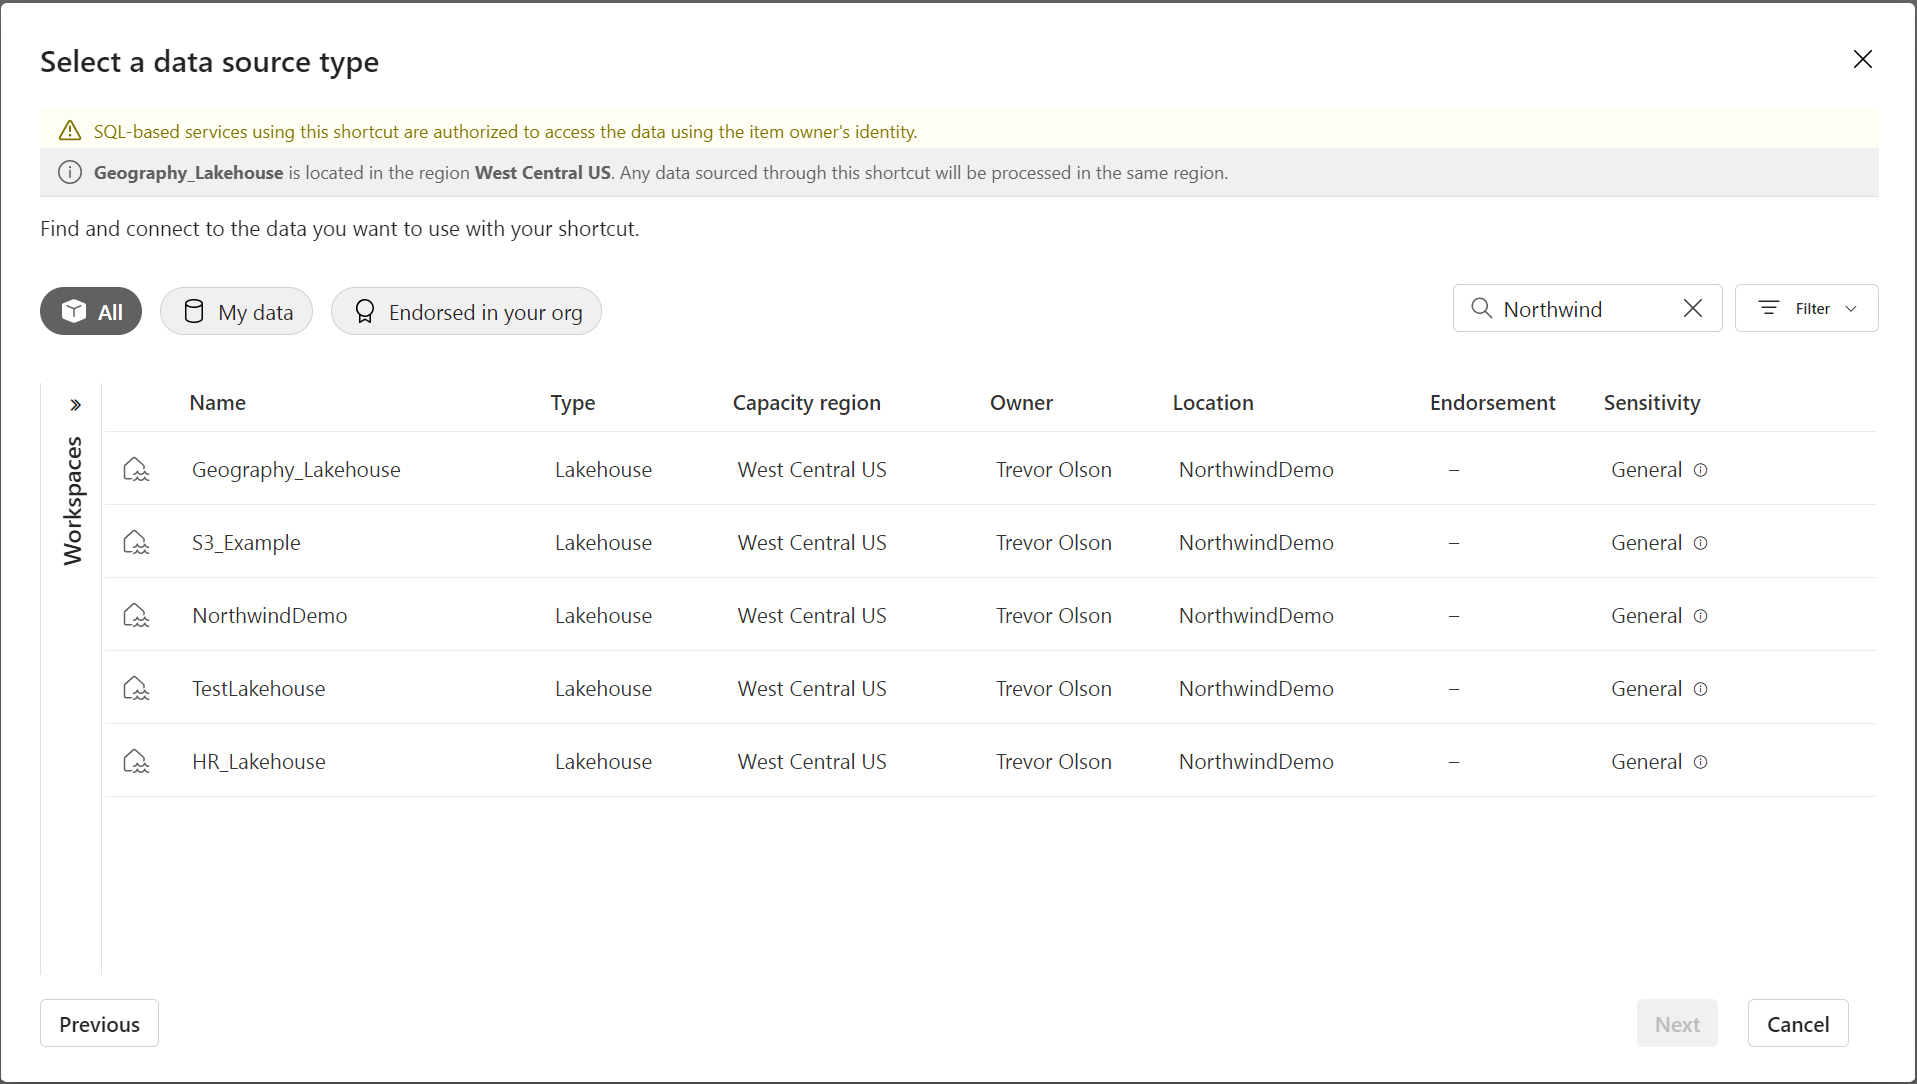 Select a data source type
SQL-based services using this shortcut are authorized to access the data using the item owner's identity.
Geography_Lakehouse is located in the region West Central US. Any data sourced through this shortcut will be processed in the same region.
Find and connect to the data you want to use with your shortcut.
All My data Endorsed in your org Northwind Filter
Workspaces
Name Type Capacity region Owner Location Endorsement Sensitivity
Geography_Lakehouse Lakehouse West Central US Trevor Olson NorthwindDemo – General
S3_Example Lakehouse West Central US Trevor Olson NorthwindDemo – General
NorthwindDemo Lakehouse West Central US Trevor Olson NorthwindDemo – General
TestLakehouse Lakehouse West Central US Trevor Olson NorthwindDemo – General
HR_Lakehouse Lakehouse West Central US Trevor Olson NorthwindDemo – General
Previous Next Cancel